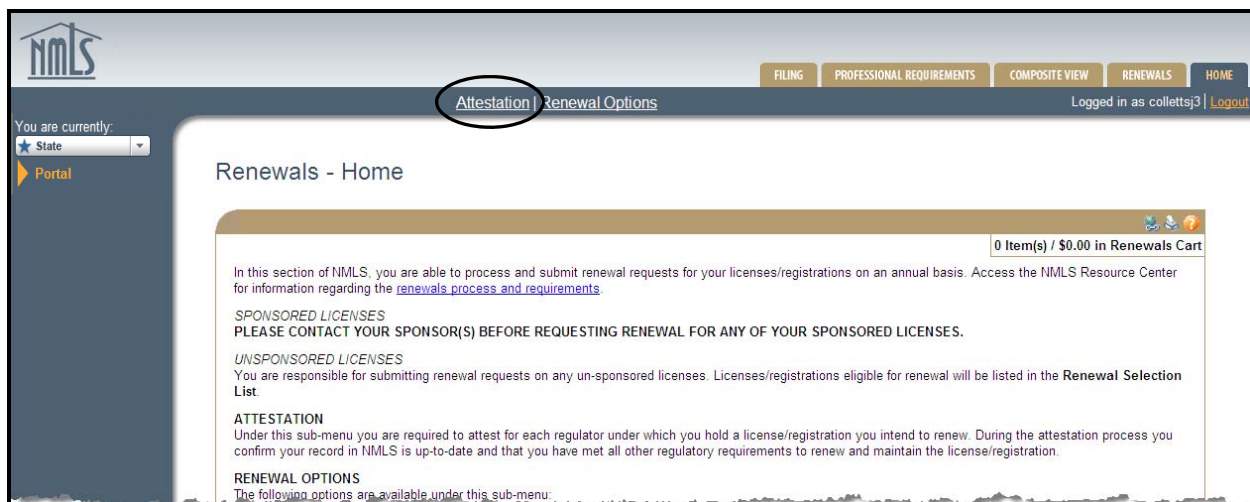 NMLS
FILING PROFESSIONAL REQUIREMENTS COMPOSITE VIEW RENEWALS HOME
Attestation | Renewal Options
Logged in as collettsj3 | Logout
You are currently:
State
Portal
Renewals - Home
0 Item(s) / $0.00 in Renewals Cart
In this section of NMLS, you are able to process and submit renewal requests for your licenses/registrations on an annual basis. Access the NMLS Resource Center
for information regarding the renewals process and requirements.
SPONSORED LICENSES
PLEASE CONTACT YOUR SPONSOR(S) BEFORE REQUESTING RENEWAL FOR ANY OF YOUR SPONSORED LICENSES.
UNSPONSORED LICENSES
You are responsible for submitting renewal requests on any un-sponsored licenses. Licenses/registrations eligible for renewal will be listed in the Renewal Selection
List.
ATTESTATION
Under this sub-menu you are required to attest for each regulator under which you hold a license/registration you intend to renew. During the attestation process you
confirm your record in NMLS is up-to-date and that you have met all other regulatory requirements to renew and maintain the license/registration.
RENEWAL OPTIONS
The following options are available under this sub-menu: